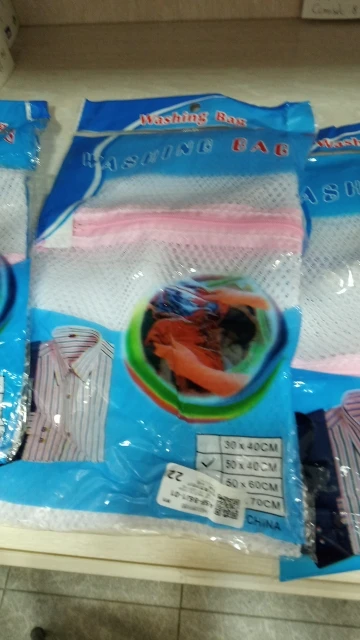 Washing Bag
WASHING BAG
30 x 40CM
50 x 40CM
50 x 60CM
70CM
CHINA
22